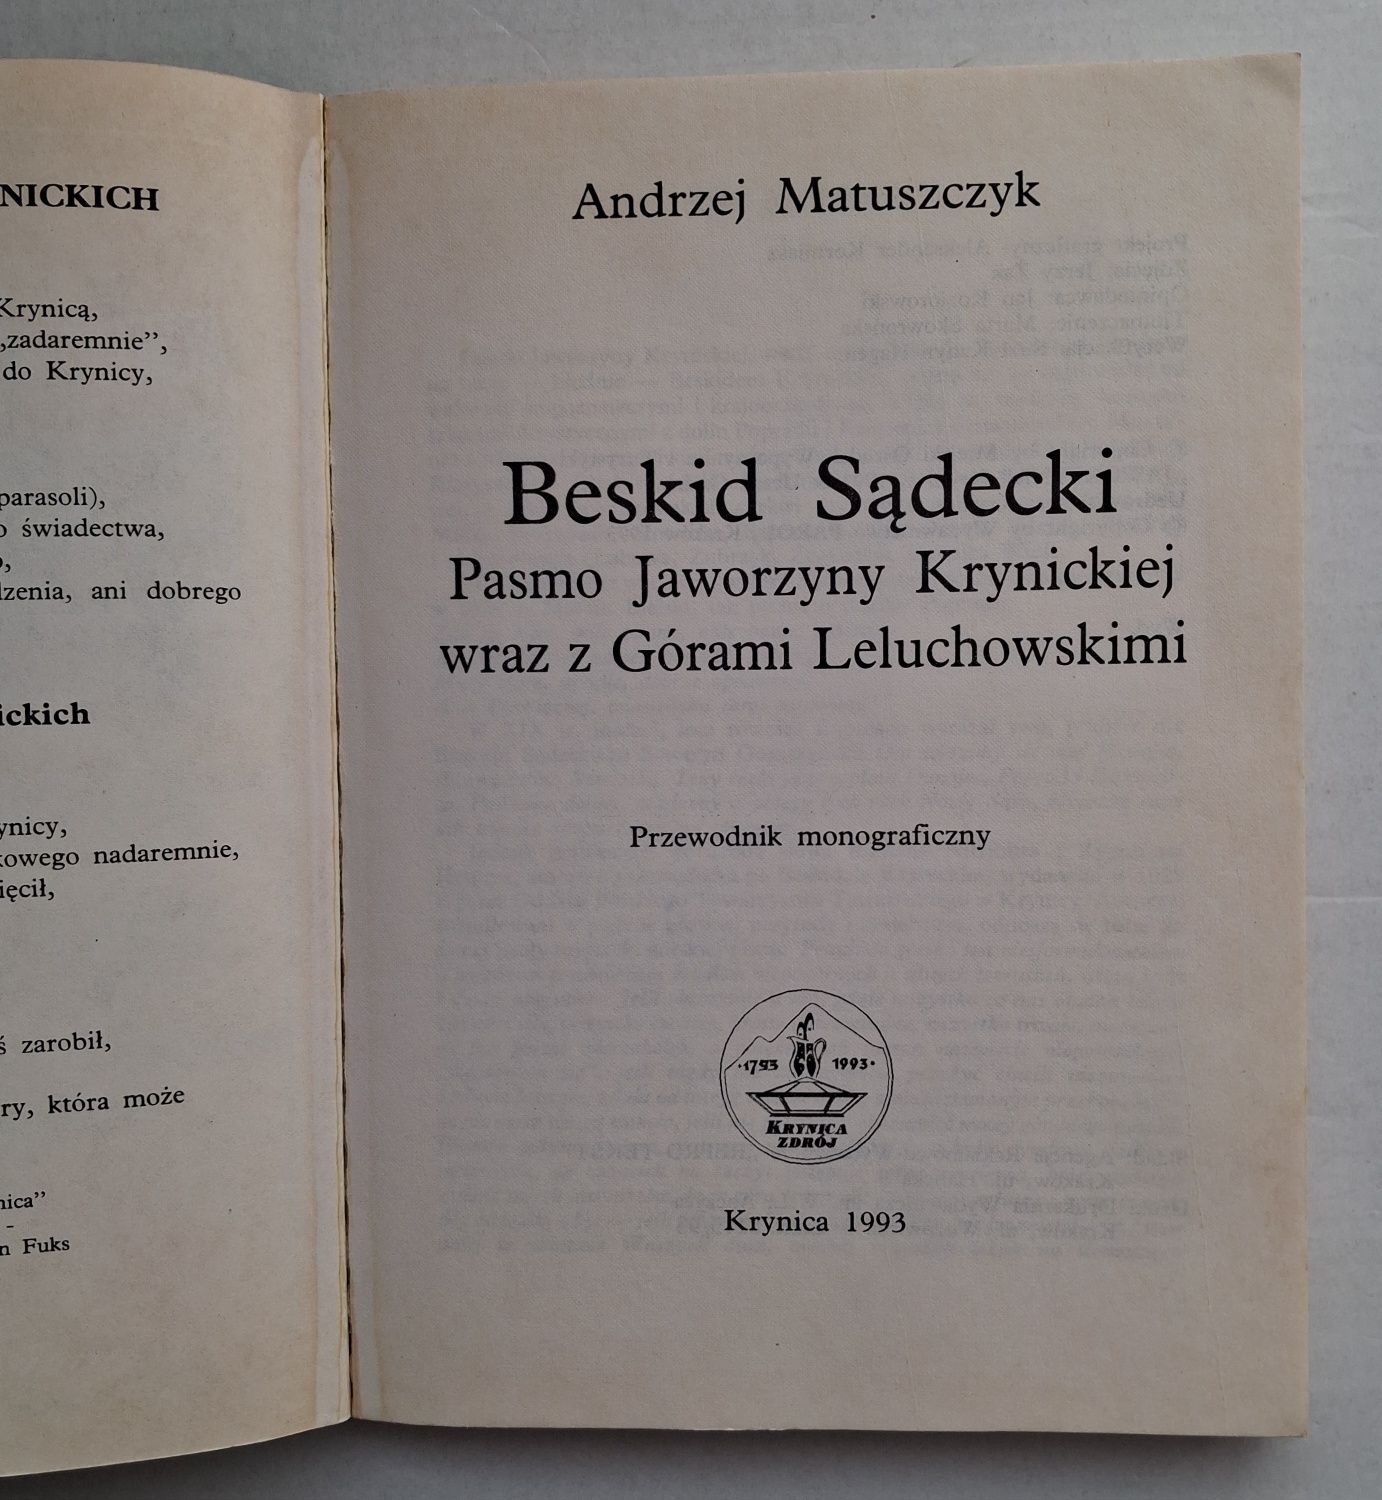 NICKICH
Krynicą,
„zadaremnie”,
do Krynicy,
parasoli),
świadectwa,
ani dobrego
ickich
ynicy,
kowego nadaremnie,
ięcił,
ś zarobił,
ry, która może
nica”
-
n Fuks
Andrzej Matuszczyk
Beskid Sądecki
Pasmo Jaworzyny Krynickiej
wraz z Górami Leluchowskimi
Przewodnik monograficzny
·1793 1993·
KRYNICA
ZDRÓJ
Krynica 1993